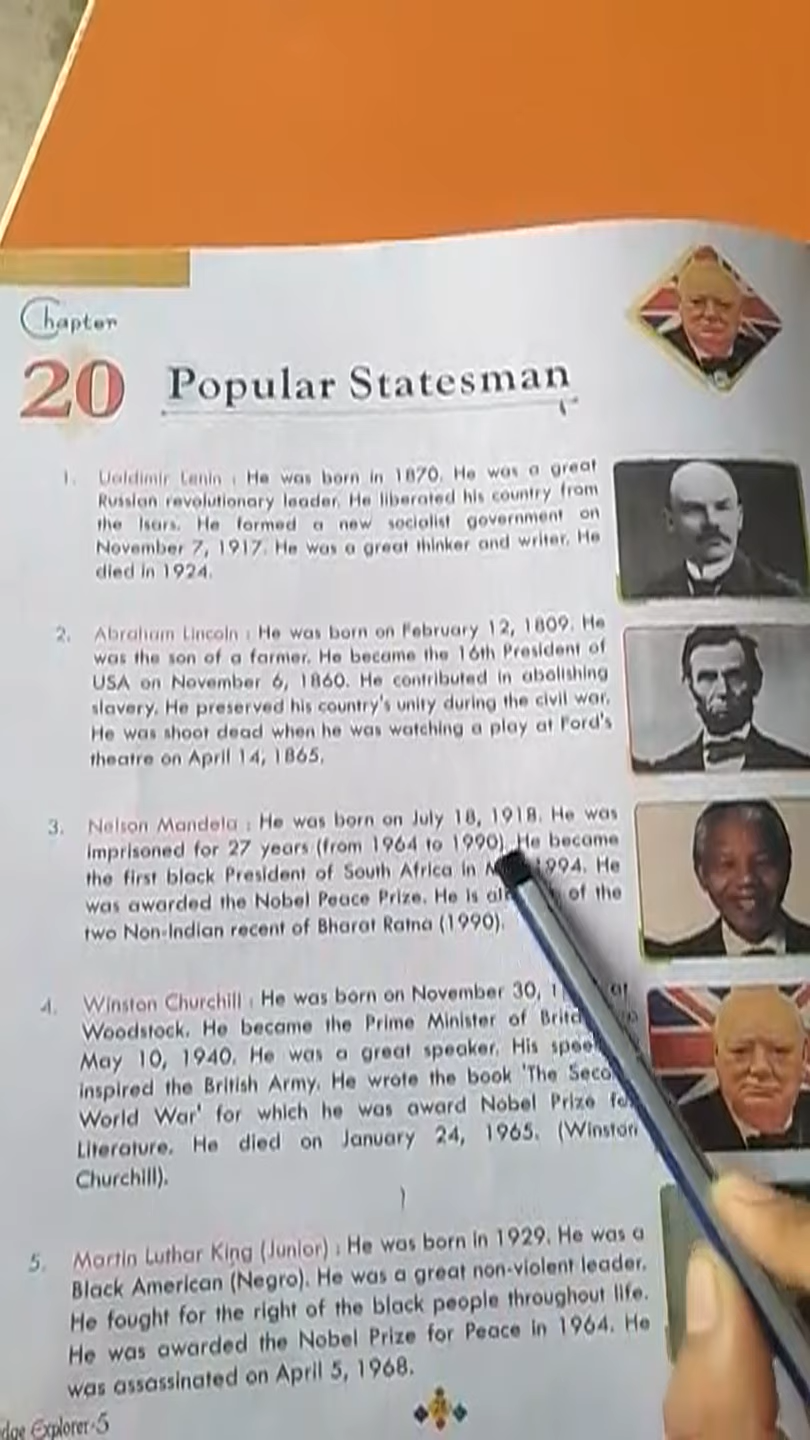 Chapter
20 Popular Statesman
1. Ualdimir Lenin : He was born in 1870. He was a great
Russian revolutionary leader. He liberated his country from
the Isars. He formed a new socialist government on
November 7, 1917. He was a great thinker and writer. He
died in 1924.
2. Abraham Lincoln : He was born on February 12, 1809. He
was the son of a farmer. He became the 16th President of
USA on November 6, 1860. He contributed in abolishing
slavery. He preserved his country's unity during the civil war.
He was shoot dead when he was watching a play at Ford's
theatre on April 14, 1865.
3. Nelson Mandela : He was born on July 18, 1918. He was
imprisoned for 27 years (from 1964 to 1990). He became
the first black President of South Africa in 1994. He
was awarded the Nobel Peace Prize. He is of the
two Non-Indian recent of Bharat Ratna (1990).
4. Winston Churchill : He was born on November 30, at
Woodstock. He became the Prime Minister of
May 10, 1940. He was a great speaker. His
inspired the British Army. He wrote the book 'The
World War' for which he was award Nobel Prize
Literature. He died on January 24, 1965. (Winston
Churchill).
5. Martin Luthar King (Junior) : He was born in 1929. He was a
Black American (Negro). He was a great non-violent leader.
He fought for the right of the black people throughout life.
He was awarded the Nobel Prize for Peace in 1964. He
was assassinated on April 5, 1968.
Explorer-5